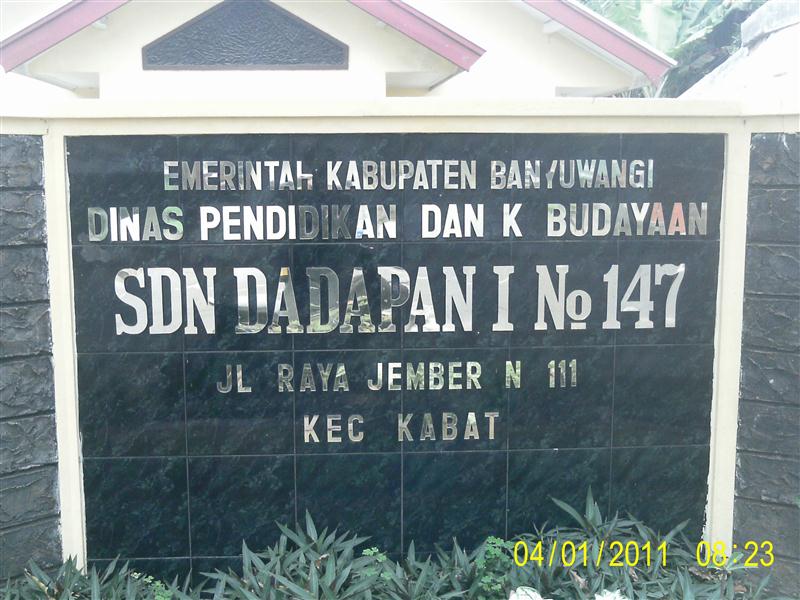 EMERINTAH KABUPATEN BANYUWANGI
DINAS PENDIDIKAN DAN K BUDAYAAN
SDN DADAPAN I No 147
JL RAYA JEMBER N 111
KEC KABAT
04/01/2011 08:23